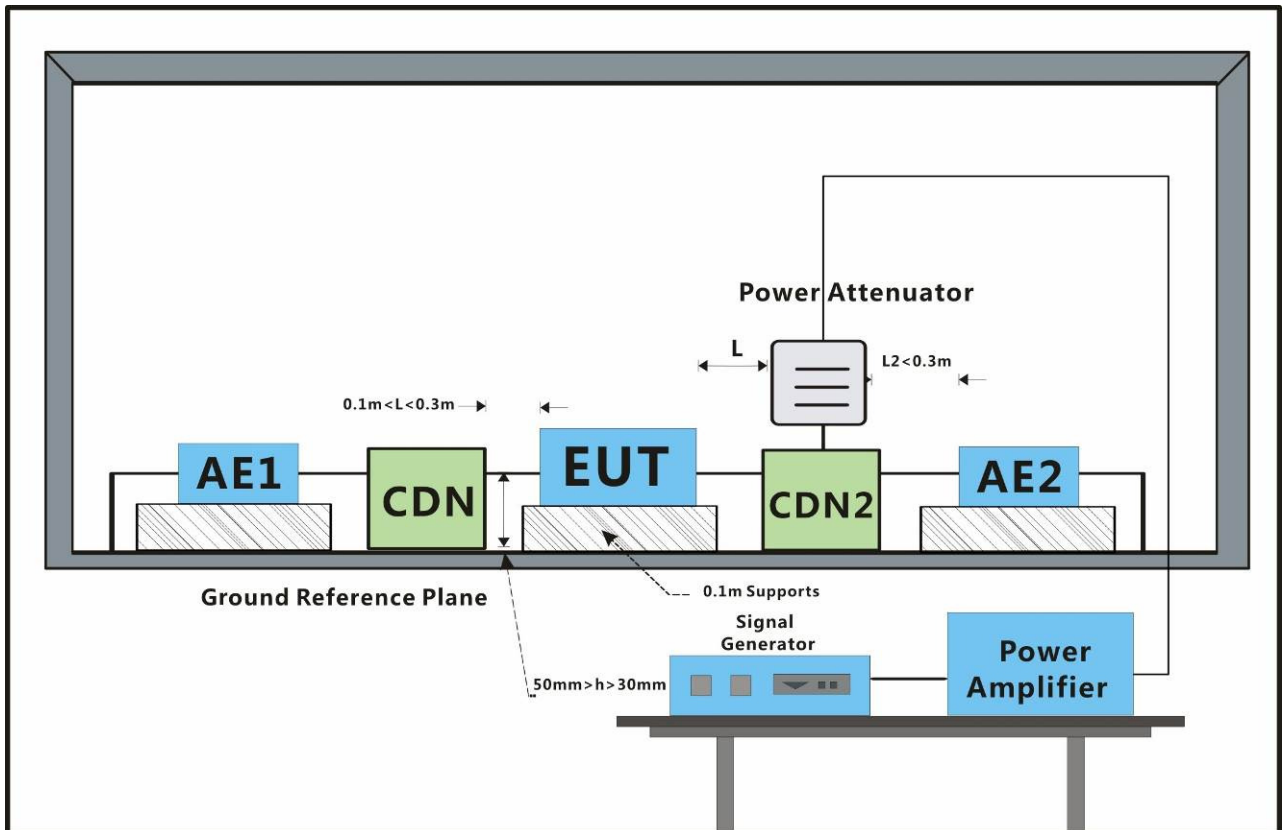 Power Attenuator
L
L2<0.3m
0.1m<L<0.3m
AE1
CDN
EUT
CDN2
AE2
Ground Reference Plane
0.1m Supports
Signal
Generator
50mm>h>30mm
Power
Amplifier